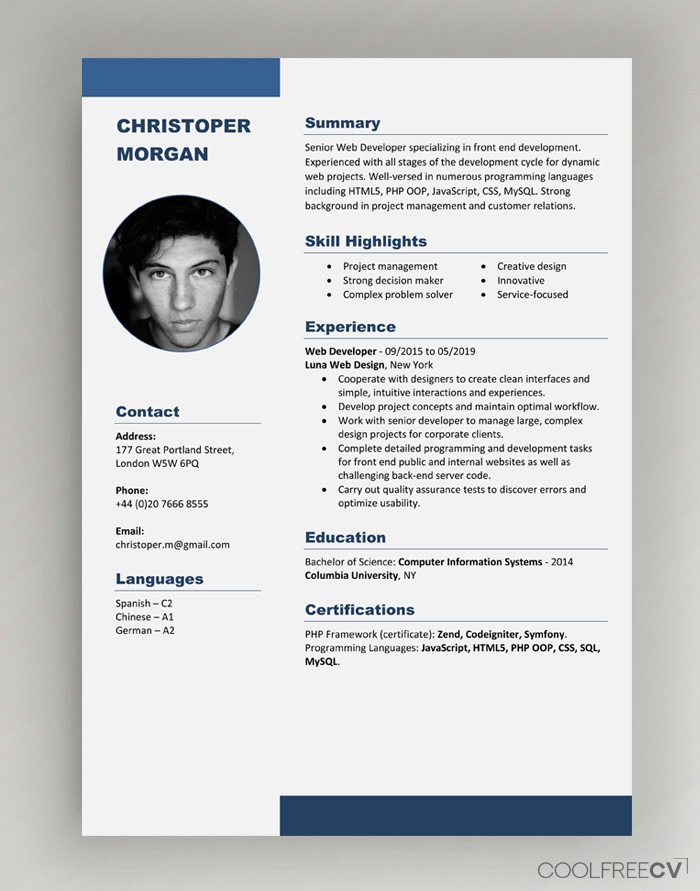 CHRISTOPER
MORGAN
Contact
Address:
177 Great Portland Street,
London W5W 6PQ
Phone:
+44 (0)20 7666 8555
Email:
christoper.m@gmail.com
Languages
Spanish – C2
Chinese – A1
German – A2
Summary
Senior Web Developer specializing in front end development.
Experienced with all stages of the development cycle for dynamic
web projects. Well-versed in numerous programming languages
including HTML5, PHP OOP, JavaScript, CSS, MySQL. Strong
background in project management and customer relations.
Skill Highlights
• Project management
• Strong decision maker
• Complex problem solver
• Creative design
• Innovative
• Service-focused
Experience
Web Developer - 09/2015 to 05/2019
Luna Web Design, New York
• Cooperate with designers to create clean interfaces and
simple, intuitive interactions and experiences.
• Develop project concepts and maintain optimal workflow.
• Work with senior developer to manage large, complex
design projects for corporate clients.
• Complete detailed programming and development tasks
for front end public and internal websites as well as
challenging back-end server code.
• Carry out quality assurance tests to discover errors and
optimize usability.
Education
Bachelor of Science: Computer Information Systems - 2014
Columbia University, NY
Certifications
PHP Framework (certificate): Zend, Codeigniter, Symfony.
Programming Languages: JavaScript, HTML5, PHP OOP, CSS, SQL,
MySQL.
COOLFREECV